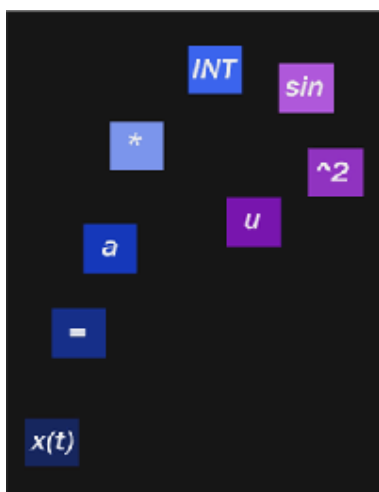 INT
sin
*
^2
u
a
=
x(t)